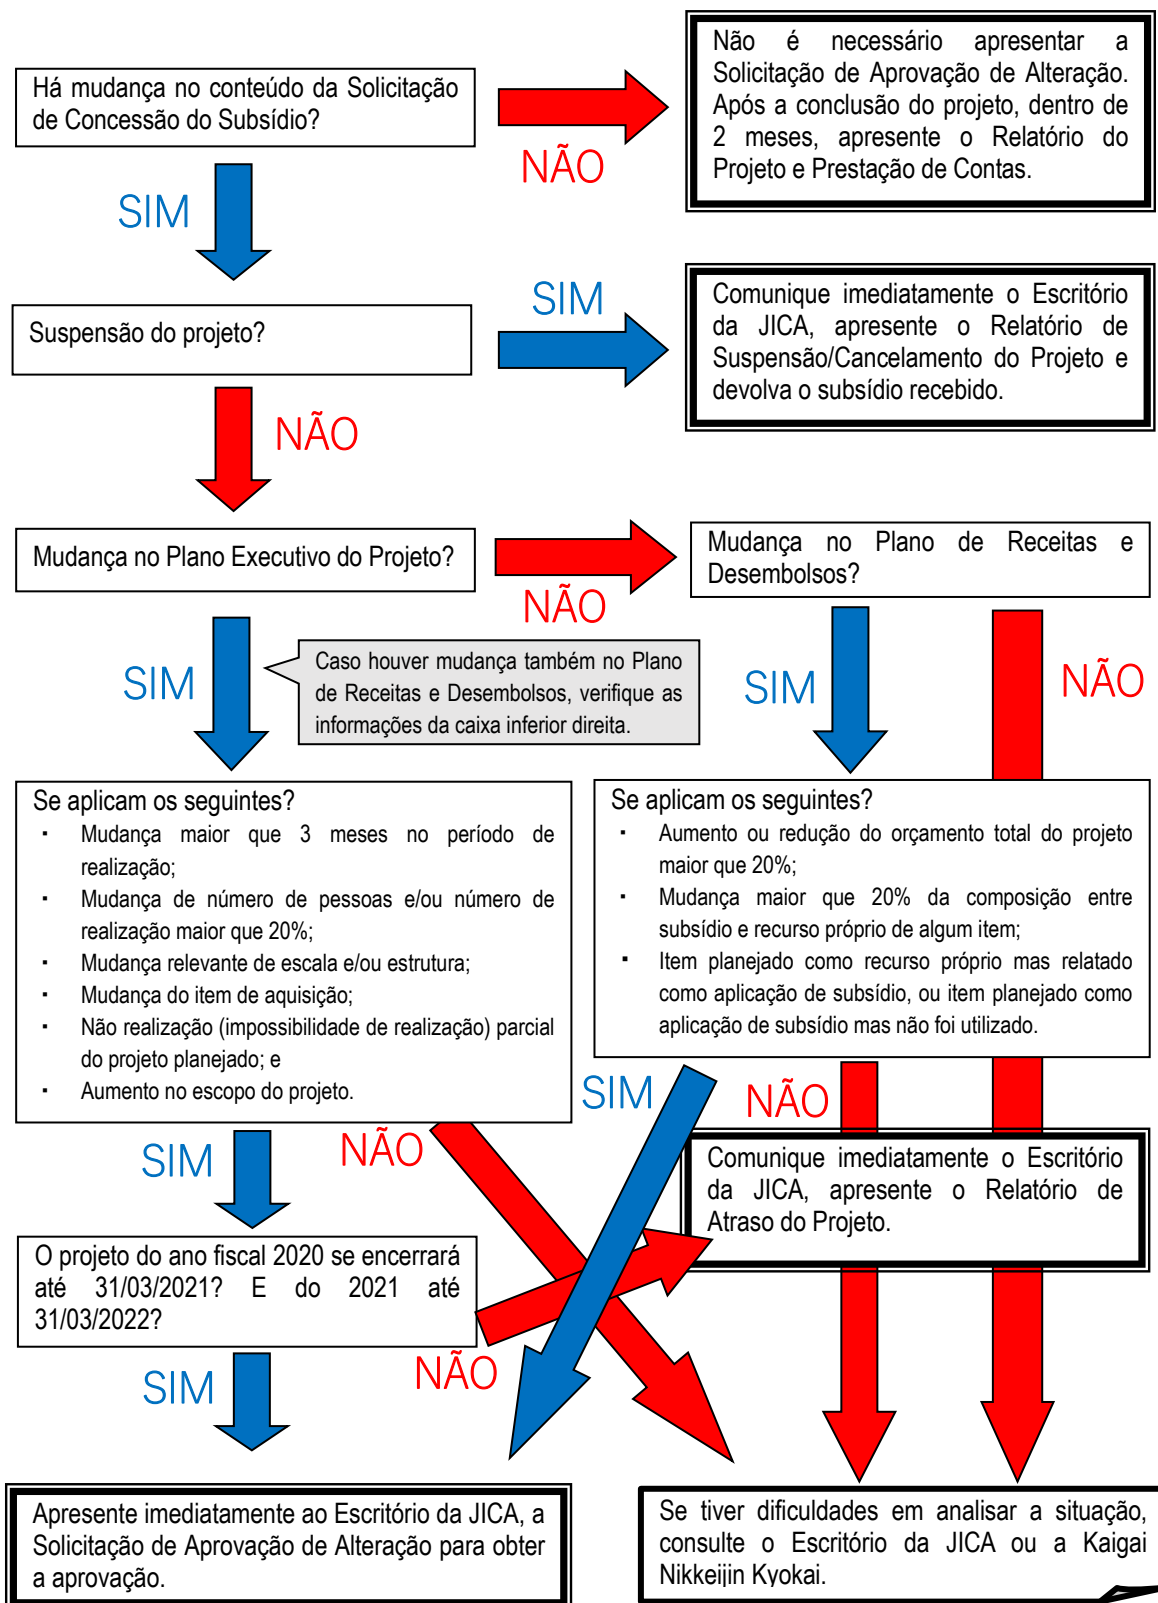 Há mudança no conteúdo da Solicitação
de Concessão do Subsídio?
NÃO
Não é necessário apresentar a
Solicitação de Aprovação de Alteração.
Após a conclusão do projeto, dentro de
2 meses, apresente o Relatório do
Projeto e Prestação de Contas.
SIM
Suspensão do projeto?
SIM
Comunique imediatamente o Escritório
da JICA, apresente o Relatório de
Suspensão/Cancelamento do Projeto e
devolva o subsídio recebido.
NÃO
Mudança no Plano Executivo do Projeto?
NÃO
Mudança no Plano de Receitas e
Desembolsos?
SIM
Caso houver mudança também no Plano
de Receitas e Desembolsos, verifique as
informações da caixa inferior direita.
SIM
NÃO
Se aplicam os seguintes?
▪ Mudança maior que 3 meses no período de
realização;
▪ Mudança de número de pessoas e/ou número de
realização maior que 20%;
▪ Mudança relevante de escala e/ou estrutura;
▪ Mudança do item de aquisição;
▪ Não realização (impossibilidade de realização) parcial
do projeto planejado; e
▪ Aumento no escopo do projeto.
Se aplicam os seguintes?
▪ Aumento ou redução do orçamento total do projeto
maior que 20%;
▪ Mudança maior que 20% da composição entre
subsídio e recurso próprio de algum item;
▪ Item planejado como recurso próprio mas relatado
como aplicação de subsídio, ou item planejado como
aplicação de subsídio mas não foi utilizado.
SIM
NÃO
SIM
NÃO
Comunique imediatamente o Escritório
da JICA, apresente o Relatório de
Atraso do Projeto.
O projeto do ano fiscal 2020 se encerrará
até 31/03/2021? E do 2021 até
31/03/2022?
NÃO
SIM
Apresente imediatamente ao Escritório da JICA, a
Solicitação de Aprovação de Alteração para obter
a aprovação.
Se tiver dificuldades em analisar a situação,
consulte o Escritório da JICA ou a Kaigai
Nikkeijin Kyokai.